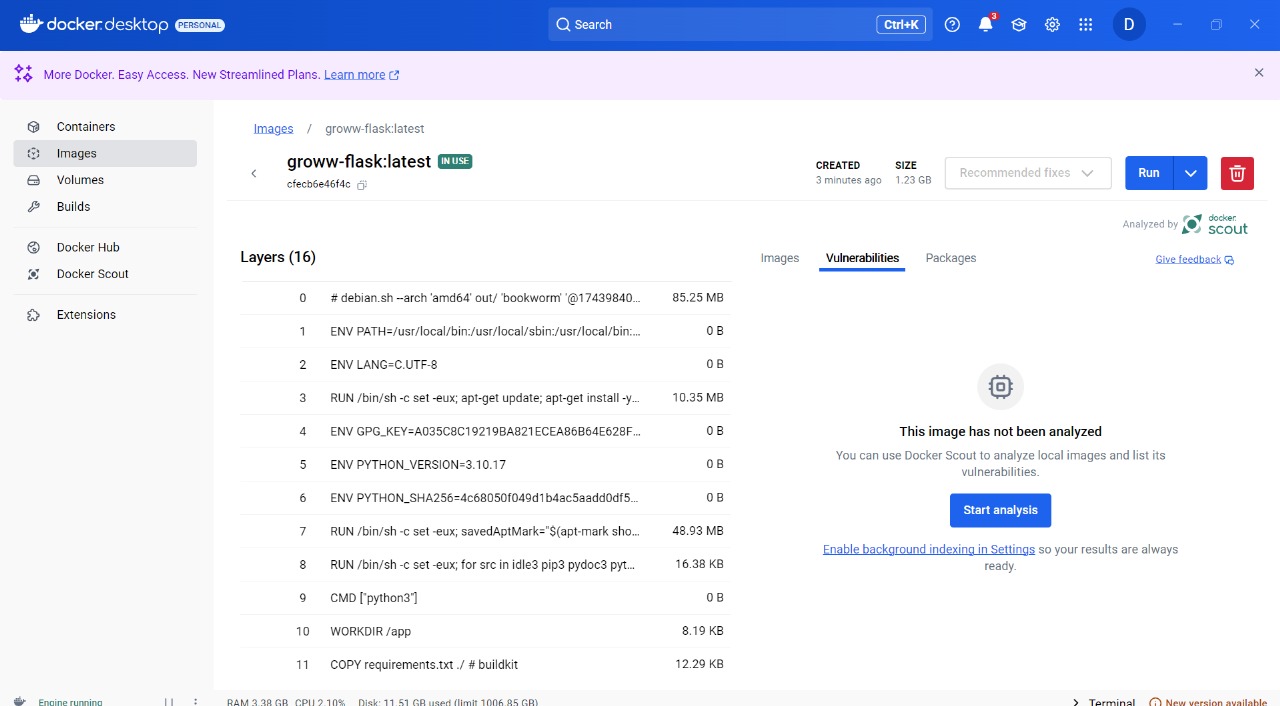 docker.desktop PERSONAL
Search
Ctrl+K
3
D
More Docker. Easy Access. New Streamlined Plans. Learn more
Containers
Images
Volumes
Builds
Docker Hub
Docker Scout
Extensions
Images / groww-flask:latest
groww-flask:latest IN USE
cfecb6e46f4c
CREATED
3 minutes ago
SIZE
1.23 GB
Recommended fixes
Run
Analyzed by docker scout
Layers (16)
Images Vulnerabilities Packages
Give feedback
0 # debian.sh --arch 'amd64' out/ 'bookworm' '@17439840... 85.25 MB
1 ENV PATH=/usr/local/bin:/usr/local/sbin:/usr/local/bin:... 0 B
2 ENV LANG=C.UTF-8 0 B
3 RUN /bin/sh -c set -eux; apt-get update; apt-get install -y... 10.35 MB
4 ENV GPG_KEY=A035C8C19219BA821ECEA86B64E628F... 0 B
5 ENV PYTHON_VERSION=3.10.17 0 B
6 ENV PYTHON_SHA256=4c68050f049d1b4ac5aadd0df5... 0 B
7 RUN /bin/sh -c set -eux; savedAptMark="$(apt-mark sho... 48.93 MB
8 RUN /bin/sh -c set -eux; for src in idle3 pip3 pydoc3 pyt... 16.38 KB
9 CMD ["python3"] 0 B
10 WORKDIR /app 8.19 KB
11 COPY requirements.txt ./ # buildkit 12.29 KB
This image has not been analyzed
You can use Docker Scout to analyze local images and list its
vulnerabilities.
Start analysis
Enable background indexing in Settings so your results are always
ready.
Engine running
RAM 3.38 GB CPU 2.10% Disk: 11.51 GB used (limit 1006.85 GB)
Terminal
New version available